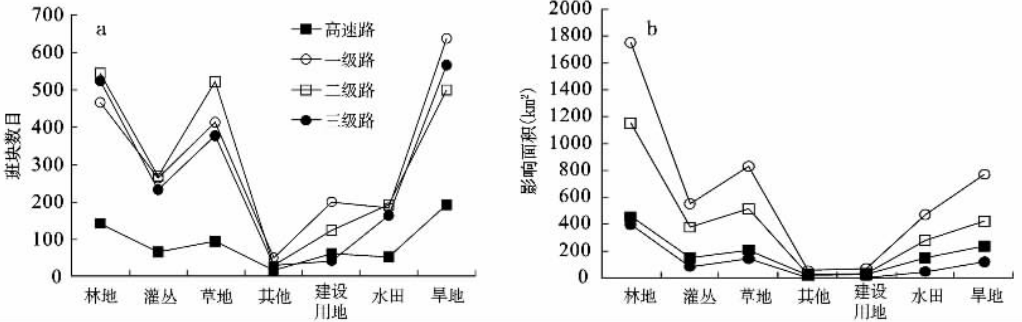 700
600
500
400
300
200
100
0
班块数目
a
高速路
一级路
二级路
三级路
林地
灌丛
草地
其他
建设
川地
水田
旱地
2000
1800
1600
1400
1200
1000
800
600
400
200
0
影响面积(km²)
b
林地
灌丛
草地
其他
建设
川地
水田
旱地